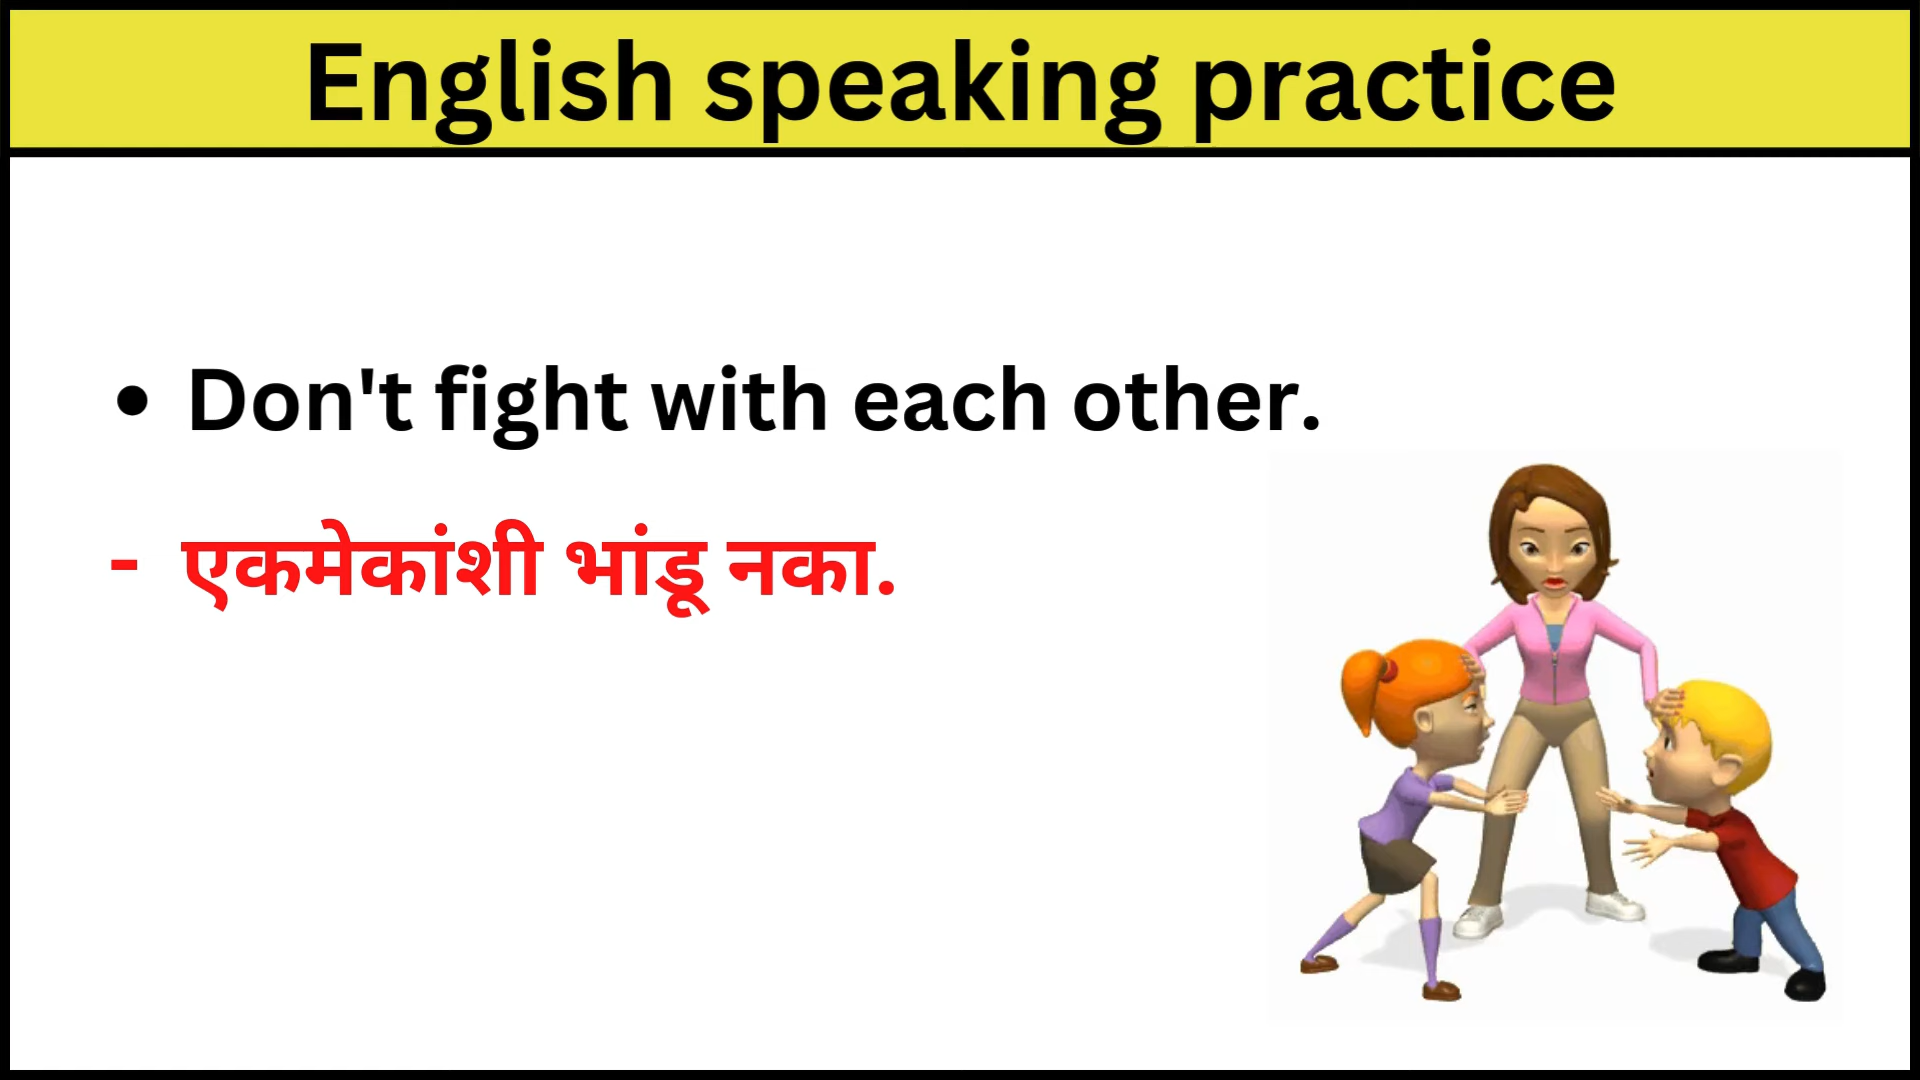 English speaking practice
• Don't fight with each other.
- एकमेकांशी भांडू नका.